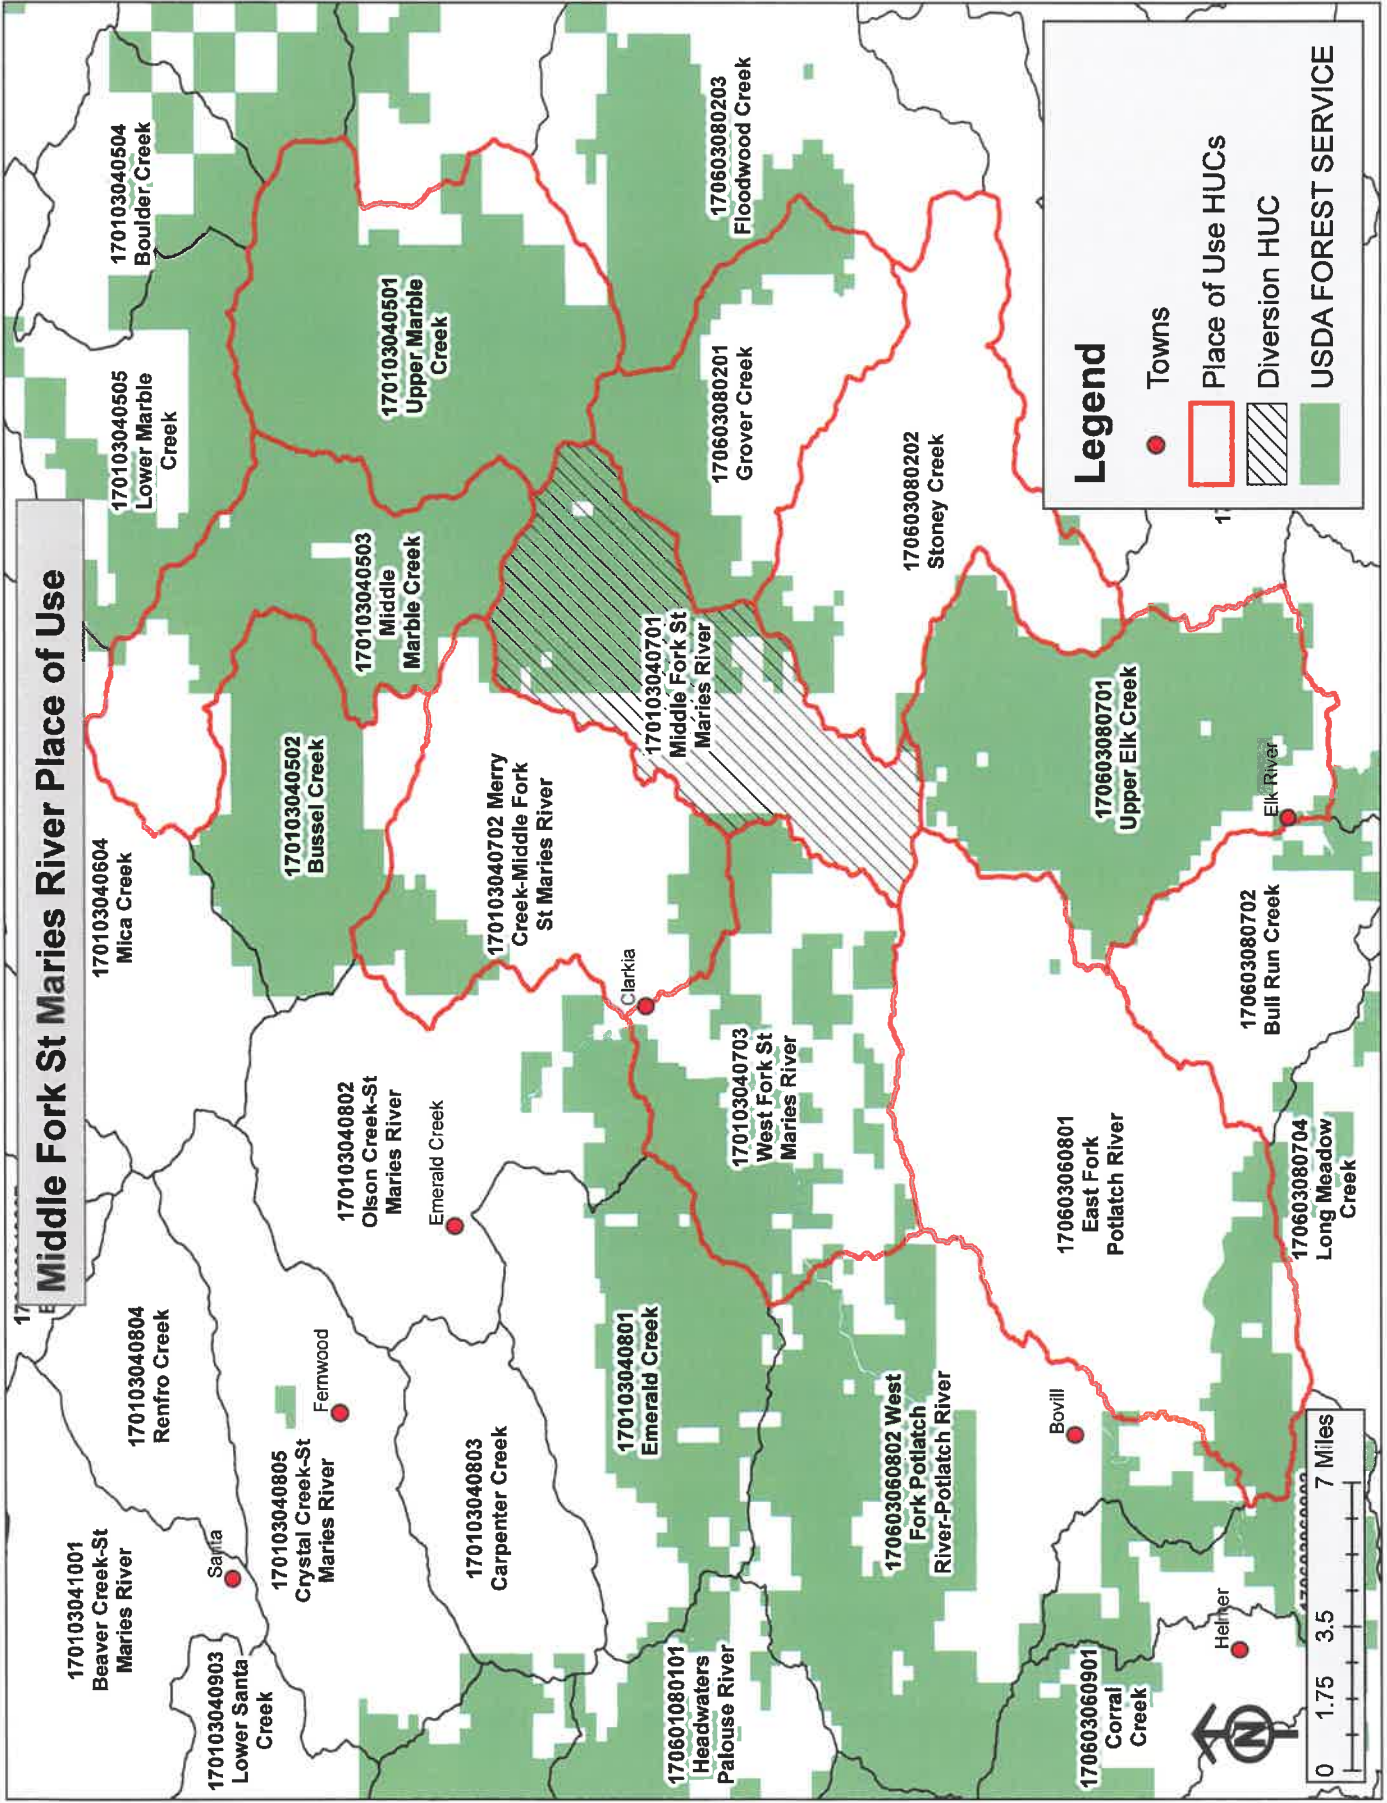 Middle Fork St Maries River Place of Use
170103041001
Beaver Creek-St
Maries River
170103040903
Lower Santa
Creek
Santa
170103040804
Renfro Creek
170103040805
Crystal Creek-St
Maries River
Fernwood
170103040803
Carpenter Creek
170103040802
Olson Creek-St
Maries River
Emerald Creek
170103040604
Mica Creek
170103040502
Bussel Creek
170103040505
Lower Marble
Creek
170103040504
Boulder Creek
170103040503
Middle
Marble Creek
170103040501
Upper Marble
Creek
170103040702 Merry
Creek-Middle Fork
St Maries River
Clarkia
170103040801
Emerald Creek
170103040703
West Fork St
Maries River
170103040701
Middle Fork St
Maries River
170603080201
Grover Creek
170603080203
Floodwood Creek
170603080202
Stoney Creek
170601080101
Headwaters
Palouse River
170603060802 West
Fork Potlatch
River-Potlatch River
Bovill
170603060801
East Fork
Potlatch River
170603080701
Upper Elk Creek
Elk River
170603080702
Bull Run Creek
170603080704
Long Meadow
Creek
170603060901
Corral
Creek
Helmer
N
0 1.75 3.5 7 Miles
Legend
Towns
Place of Use HUCs
Diversion HUC
USDA FOREST SERVICE